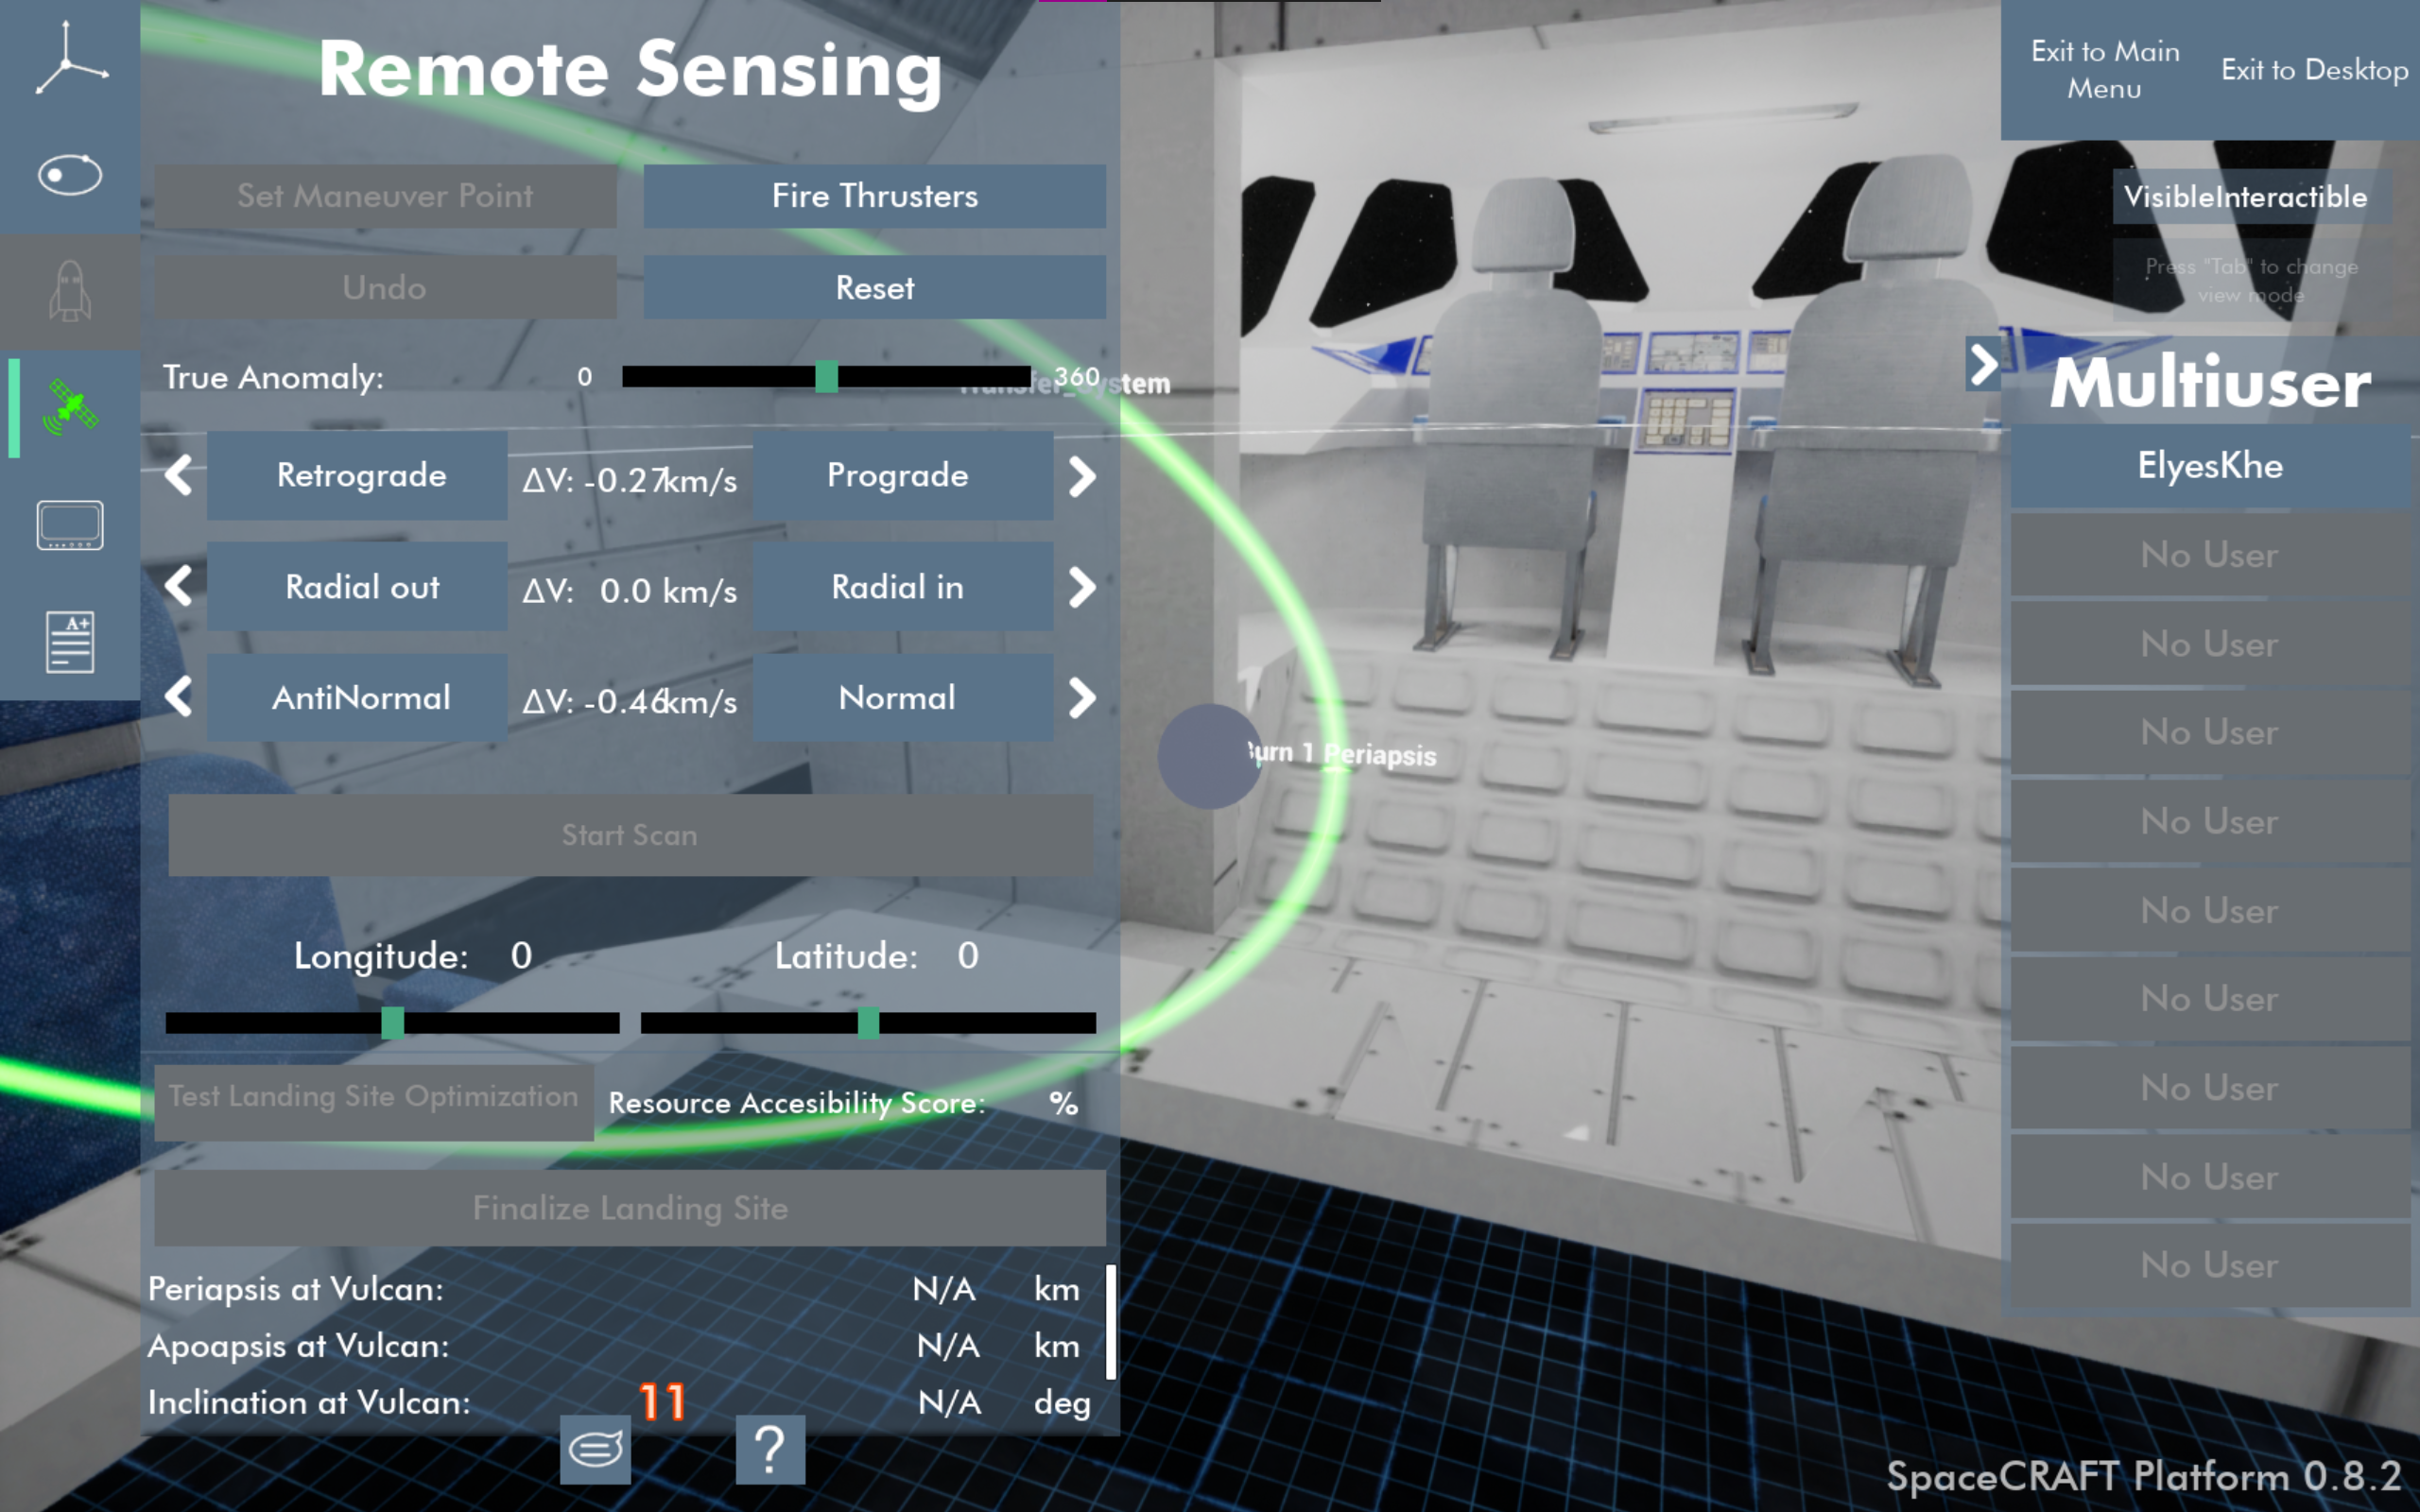 Remote Sensing
Set Maneuver Point
Fire Thrusters
Undo
Reset
True Anomaly:
0
360
Transfer_System
Retrograde
ΔV: -0.27km/s
Prograde
Radial out
ΔV: 0.0 km/s
Radial in
AntiNormal
ΔV: -0.46km/s
Normal
Burn 1 Periapsis
Start Scan
Longitude: 0
Latitude: 0
Test Landing Site Optimization
Resource Accesibility Score: %
Finalize Landing Site
Periapsis at Vulcan: N/A km
Apoapsis at Vulcan: N/A km
Inclination at Vulcan: N/A deg
11
?
A+
Exit to Main
Menu
Exit to Desktop
VisibleInteractible
Press "Tab" to change
view mode
Multiuser
ElyesKhe
No User
No User
No User
No User
No User
No User
No User
No User
No User
SpaceCRAFT Platform 0.8.2